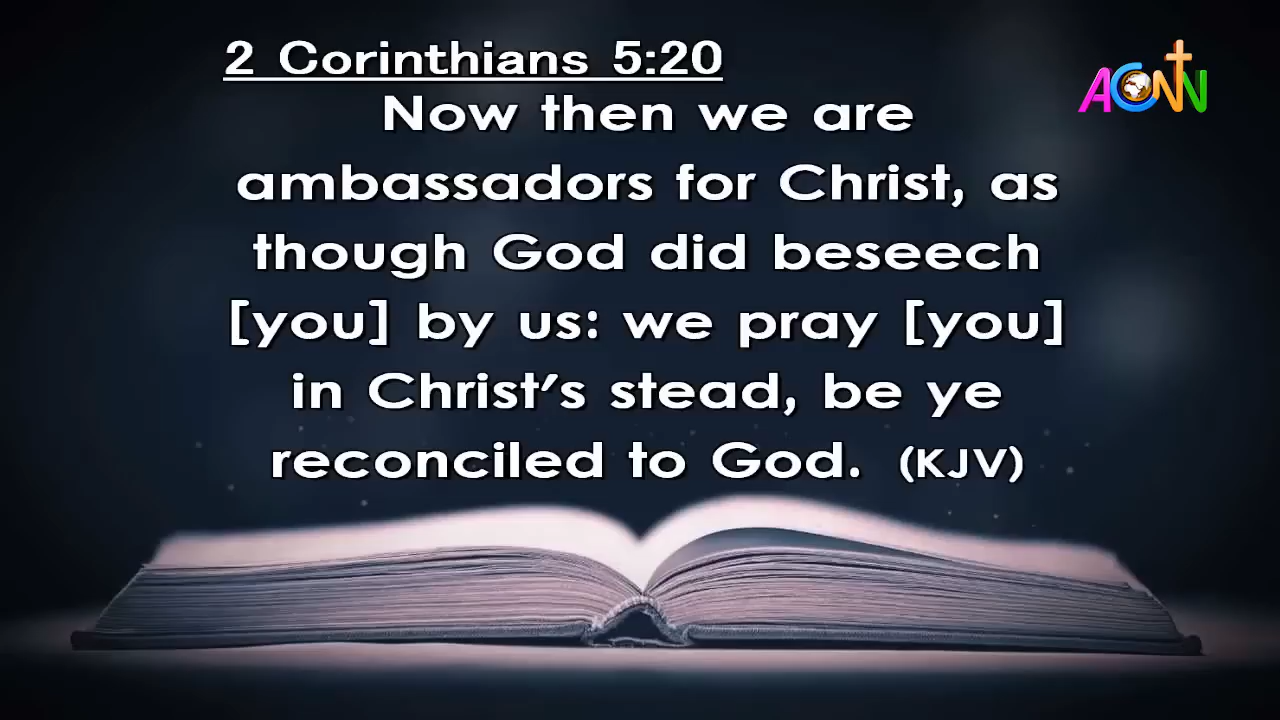 2 Corinthians 5:20
ACNN
Now then we are
ambassadors for Christ, as
though God did beseech
[you] by us: we pray [you]
in Christ's stead, be ye
reconciled to God. (KJV)